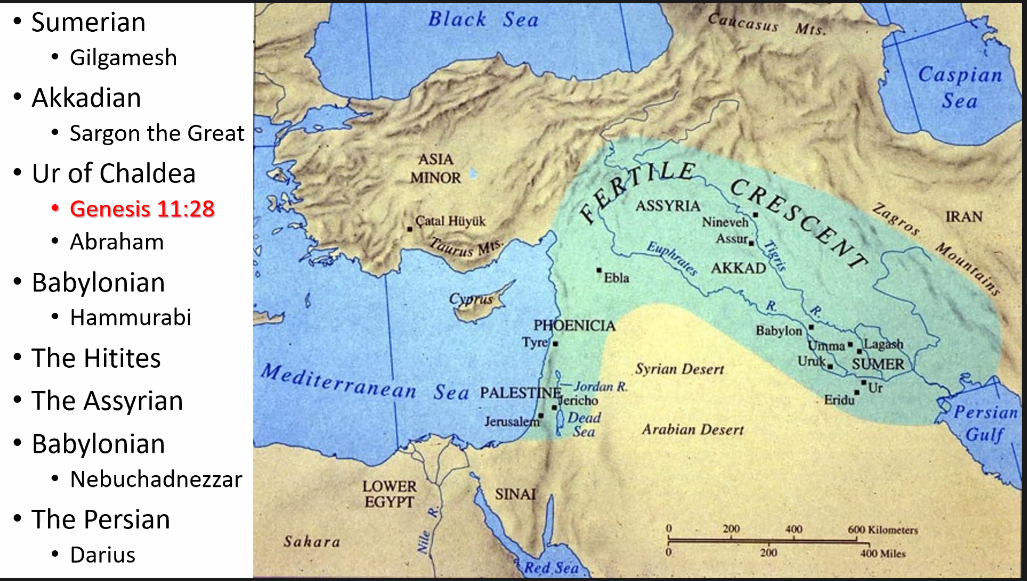 • Sumerian
• Gilgamesh
• Akkadian
• Sargon the Great
• Ur of Chaldea
• Genesis 11:28
• Abraham
• Babylonian
• Hammurabi
• The Hitites
• The Assyrian
• Babylonian
• Nebuchadnezzar
• The Persian
• Darius
Black Sea
Caucasus Mts.
Caspian
Sea
ASIA
MINOR
FERTILE CRESCENT
ASSYRIA
Nineveh
Assur
Zagros Mountains
IRAN
Çatal Hüyük
Taurus Mts.
Euphrates R.
Tigris R.
AKKAD
Ebla
Cyprus
PHOENICIA
Tyre
Babylon
Umma
Lagash
Uruk
SUMER
Ur
Eridu
Mediterranean Sea
Syrian Desert
PALESTINE
Jordan R.
Jericho
Jerusalem
Dead
Sea
Arabian Desert
Persian
Gulf
LOWER
EGYPT
SINAI
Nile R.
Sahara
Red Sea
0 200 400 600 Kilometers
0 200 400 Miles